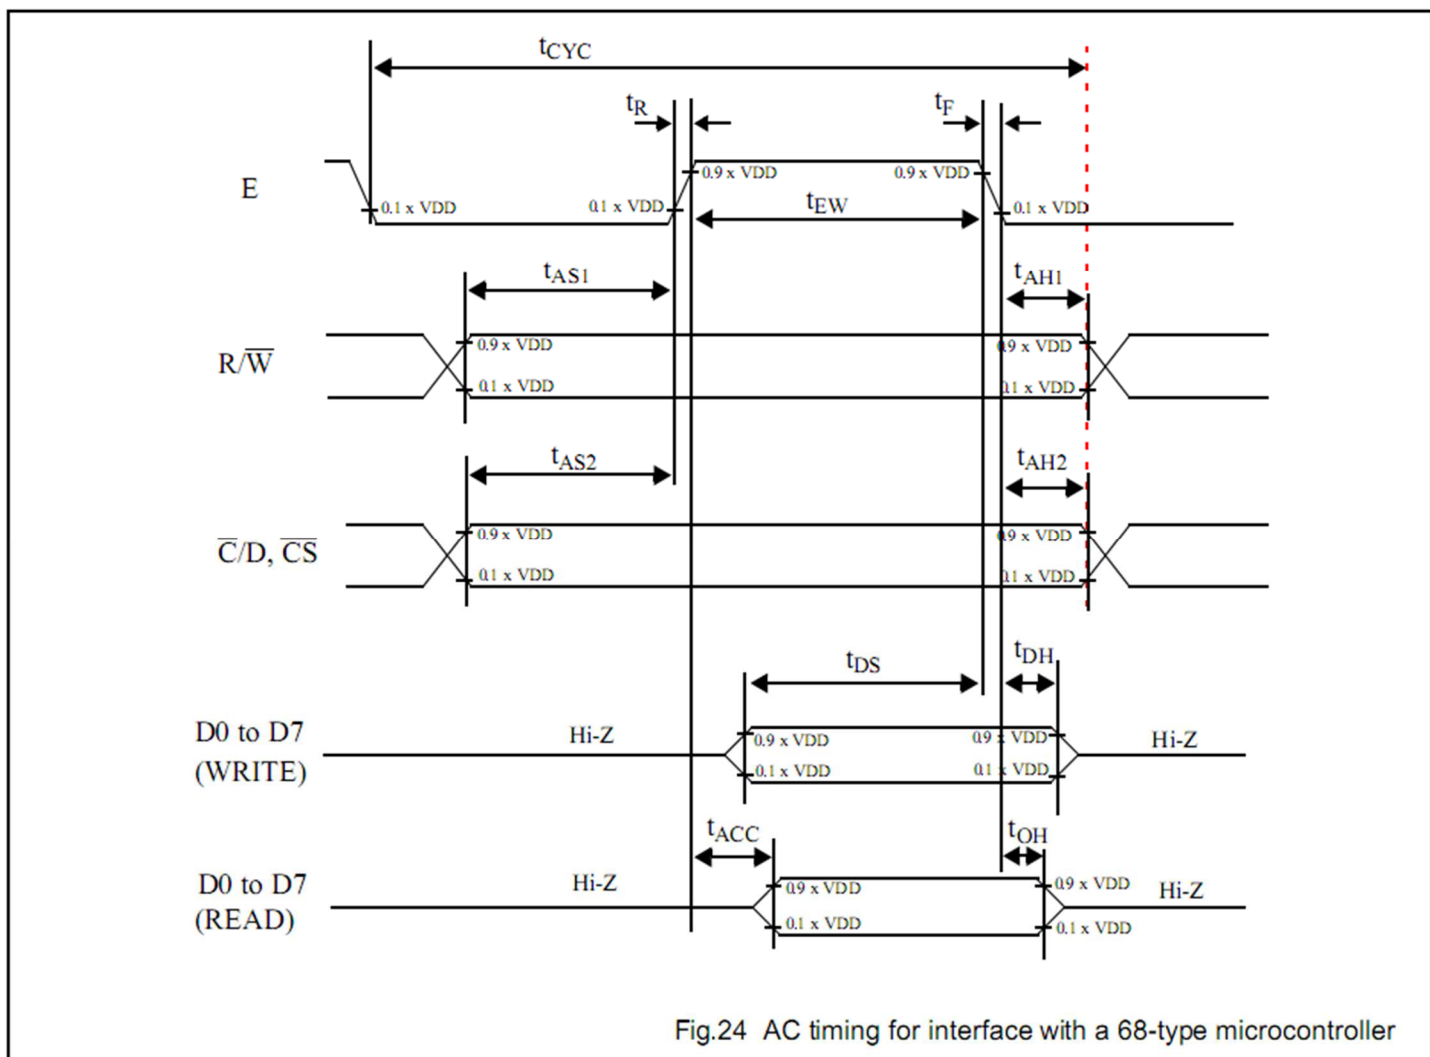 tCYC
tR
tF
E
0.9 x VDD
0.9 x VDD
0.1 x VDD
0.1 x VDD
tEW
0.1 x VDD
tAS1
tAH1
R/W̅
0.9 x VDD
0.9 x VDD
0.1 x VDD
0.1 x VDD
tAS2
tAH2
C̅/D, C̅S̅
0.9 x VDD
0.9 x VDD
0.1 x VDD
0.1 x VDD
tDS
tDH
D0 to D7
(WRITE)
Hi-Z
0.9 x VDD
0.9 x VDD
Hi-Z
0.1 x VDD
0.1 x VDD
tACC
tOH
D0 to D7
(READ)
Hi-Z
0.9 x VDD
0.9 x VDD
Hi-Z
0.1 x VDD
0.1 x VDD
Fig.24 AC timing for interface with a 68-type microcontroller